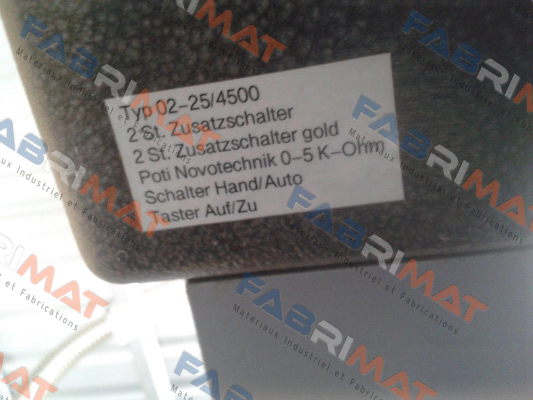 Typ 02-25/4500
2 St. Zusatzschalter
2 St. Zusatzschalter gold
Poti Novotechnik 0-5 K-Ohm
Schalter Hand/Auto
Taster Auf/Zu
FABRIMAT
Materiaux Industriel et Fabrications